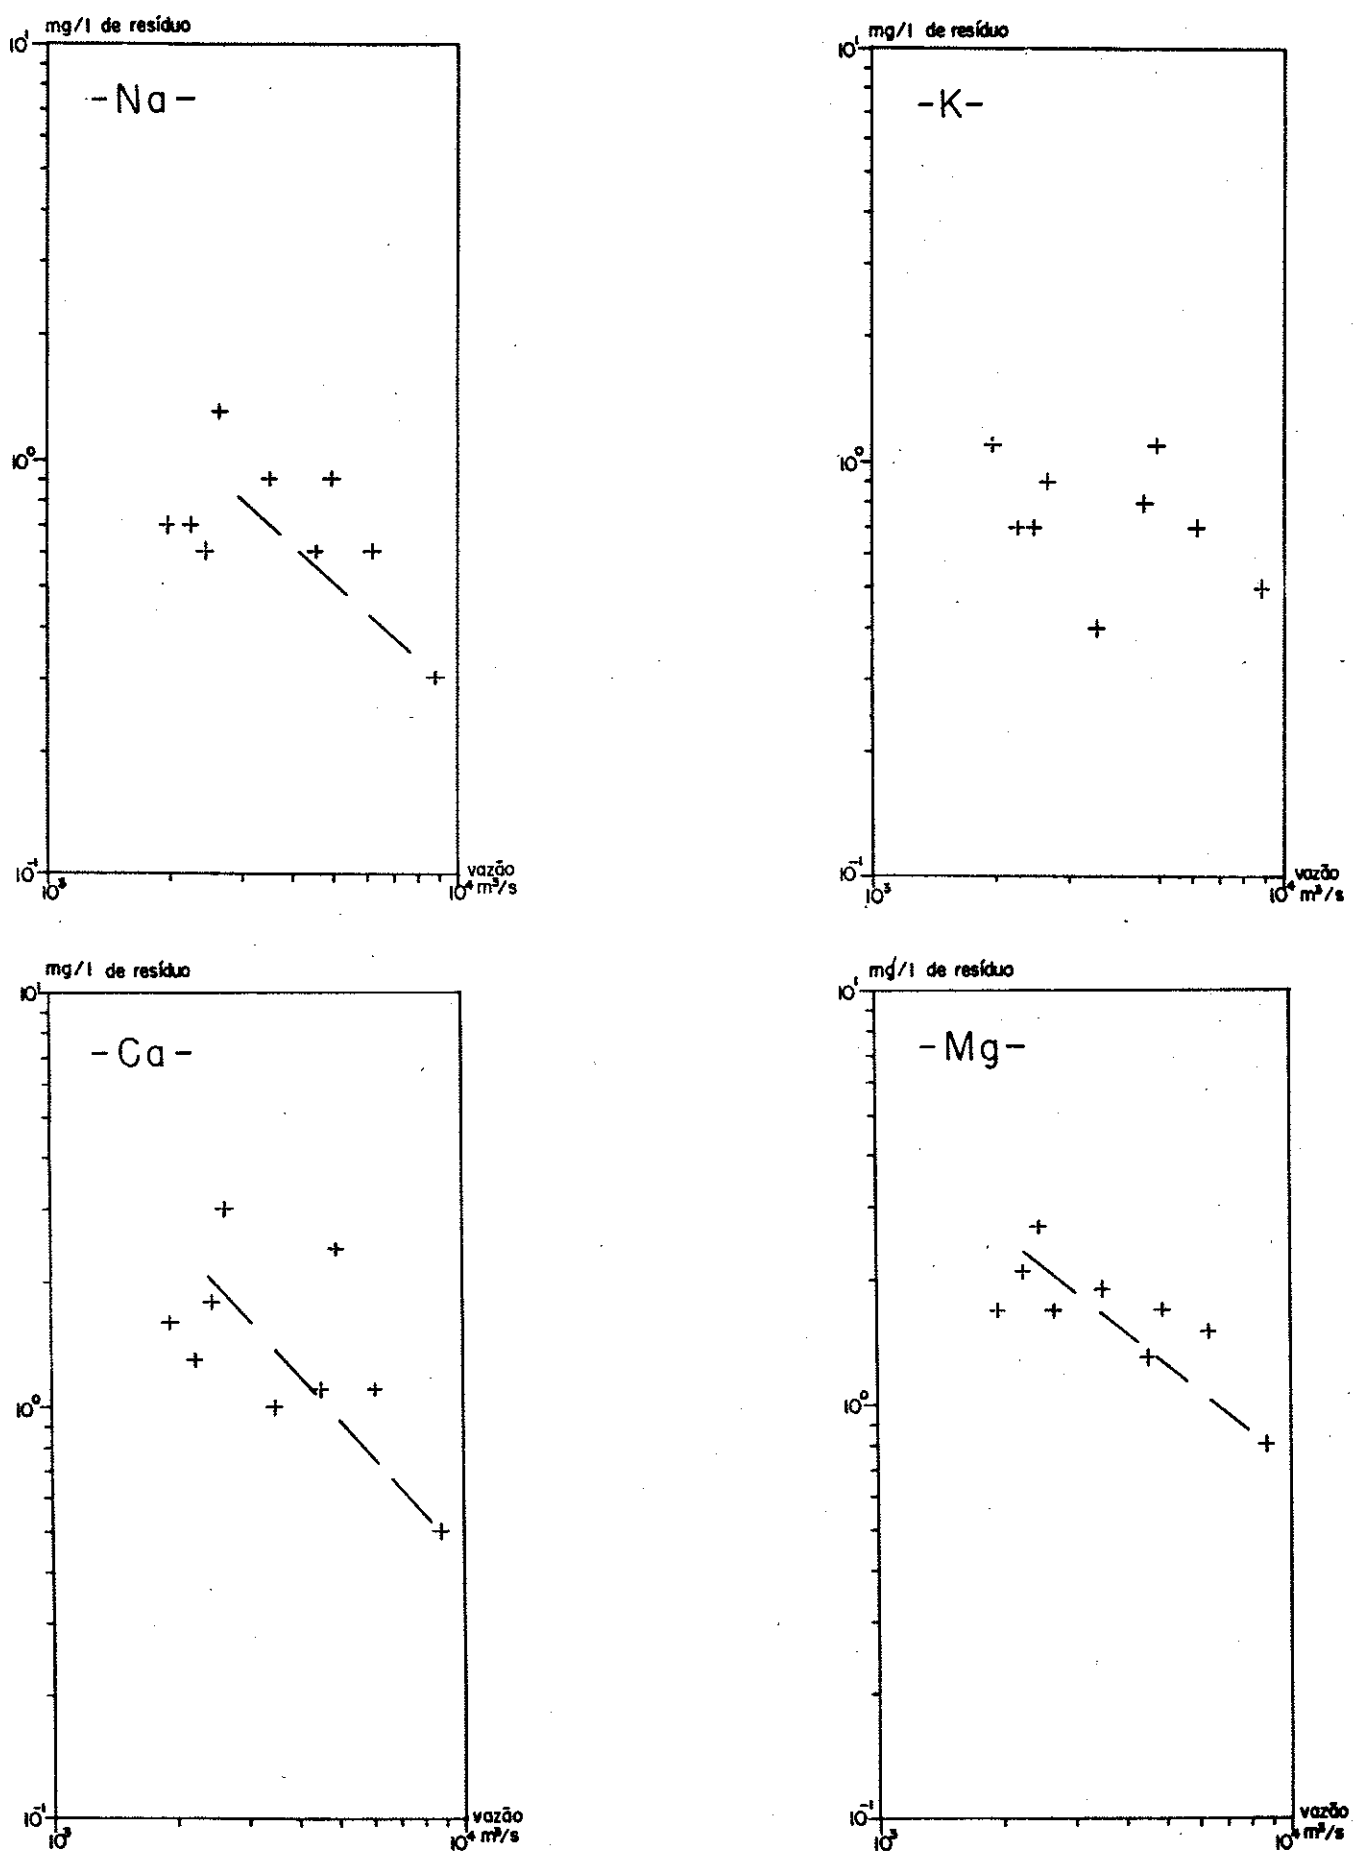 mg/l de resíduo
10¹
-Na-
10⁰
10⁻¹
10³
10⁴
vazão
m³/s
mg/l de resíduo
10¹
-K-
10⁰
10⁻¹
10³
10⁴
vazão
m³/s
mg/l de resíduo
10¹
-Ca-
10⁰
10⁻¹
10³
10⁴
vazão
m³/s
mg/l de resíduo
10¹
-Mg-
10⁰
10⁻¹
10³
10⁴
vazão
m³/s